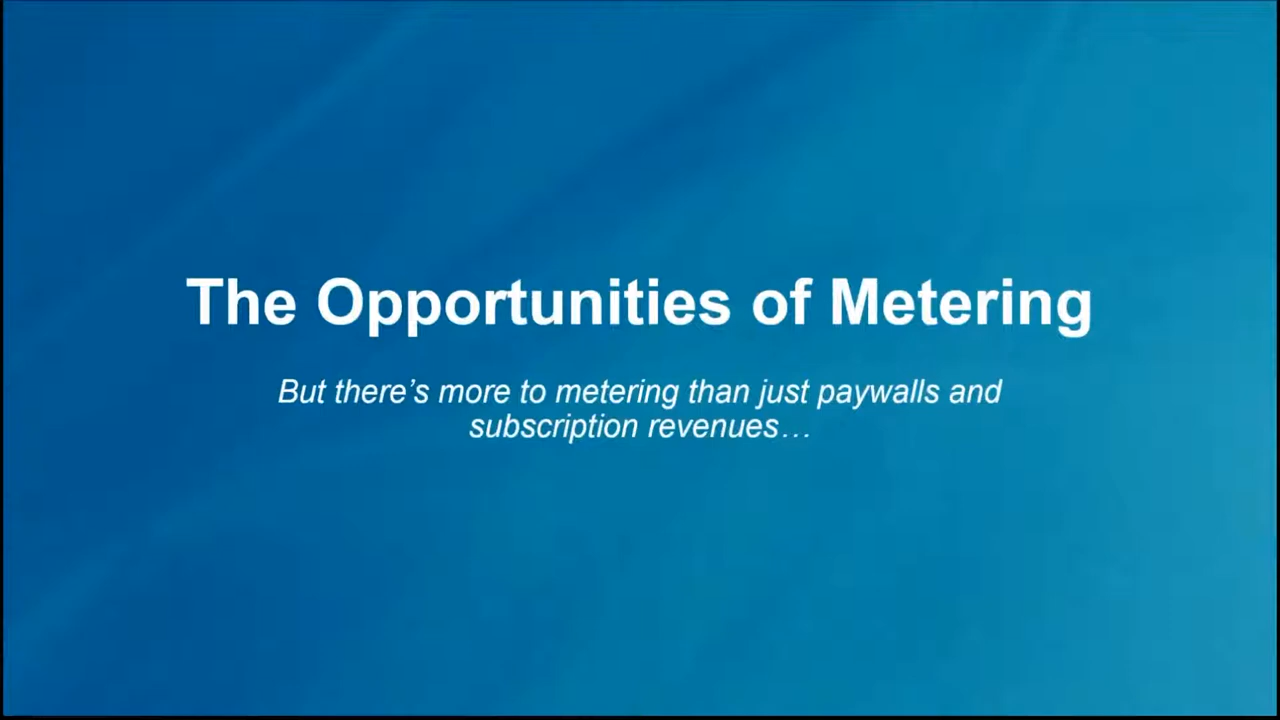 The Opportunities of Metering
But there’s more to metering than just paywalls and
subscription revenues…